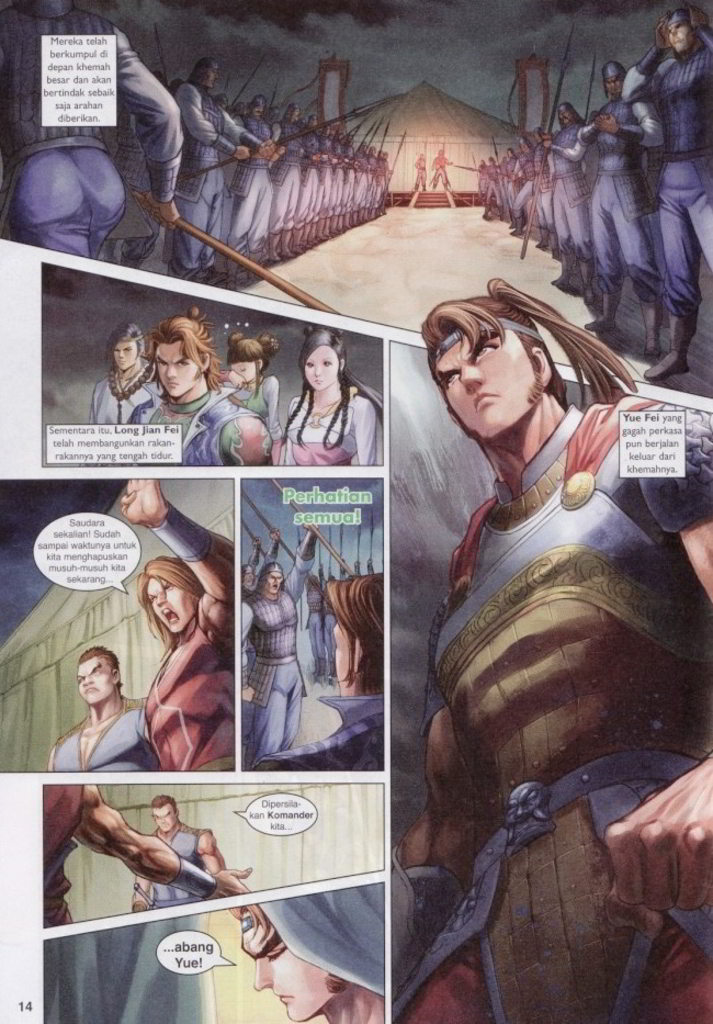 Mereka telah
berkumpul di
depan khemah
besar dan akan
bertindak sebaik
saja arahan
diberikan.
...
Sementara itu, Long Jian Fei
telah membangunkan rakan-
rakannya yang tengah tidur.
Yue Fei yang
gagah perkasa
pun berjalan
keluar dari
khemahnya.
Saudara
sekalian! Sudah
sampai waktunya untuk
kita menghapuskan
musuh-musuh kita
sekarang...
Perhatian
semua!
Dipersila-
kan Komander
kita...
...abang
Yue!
14